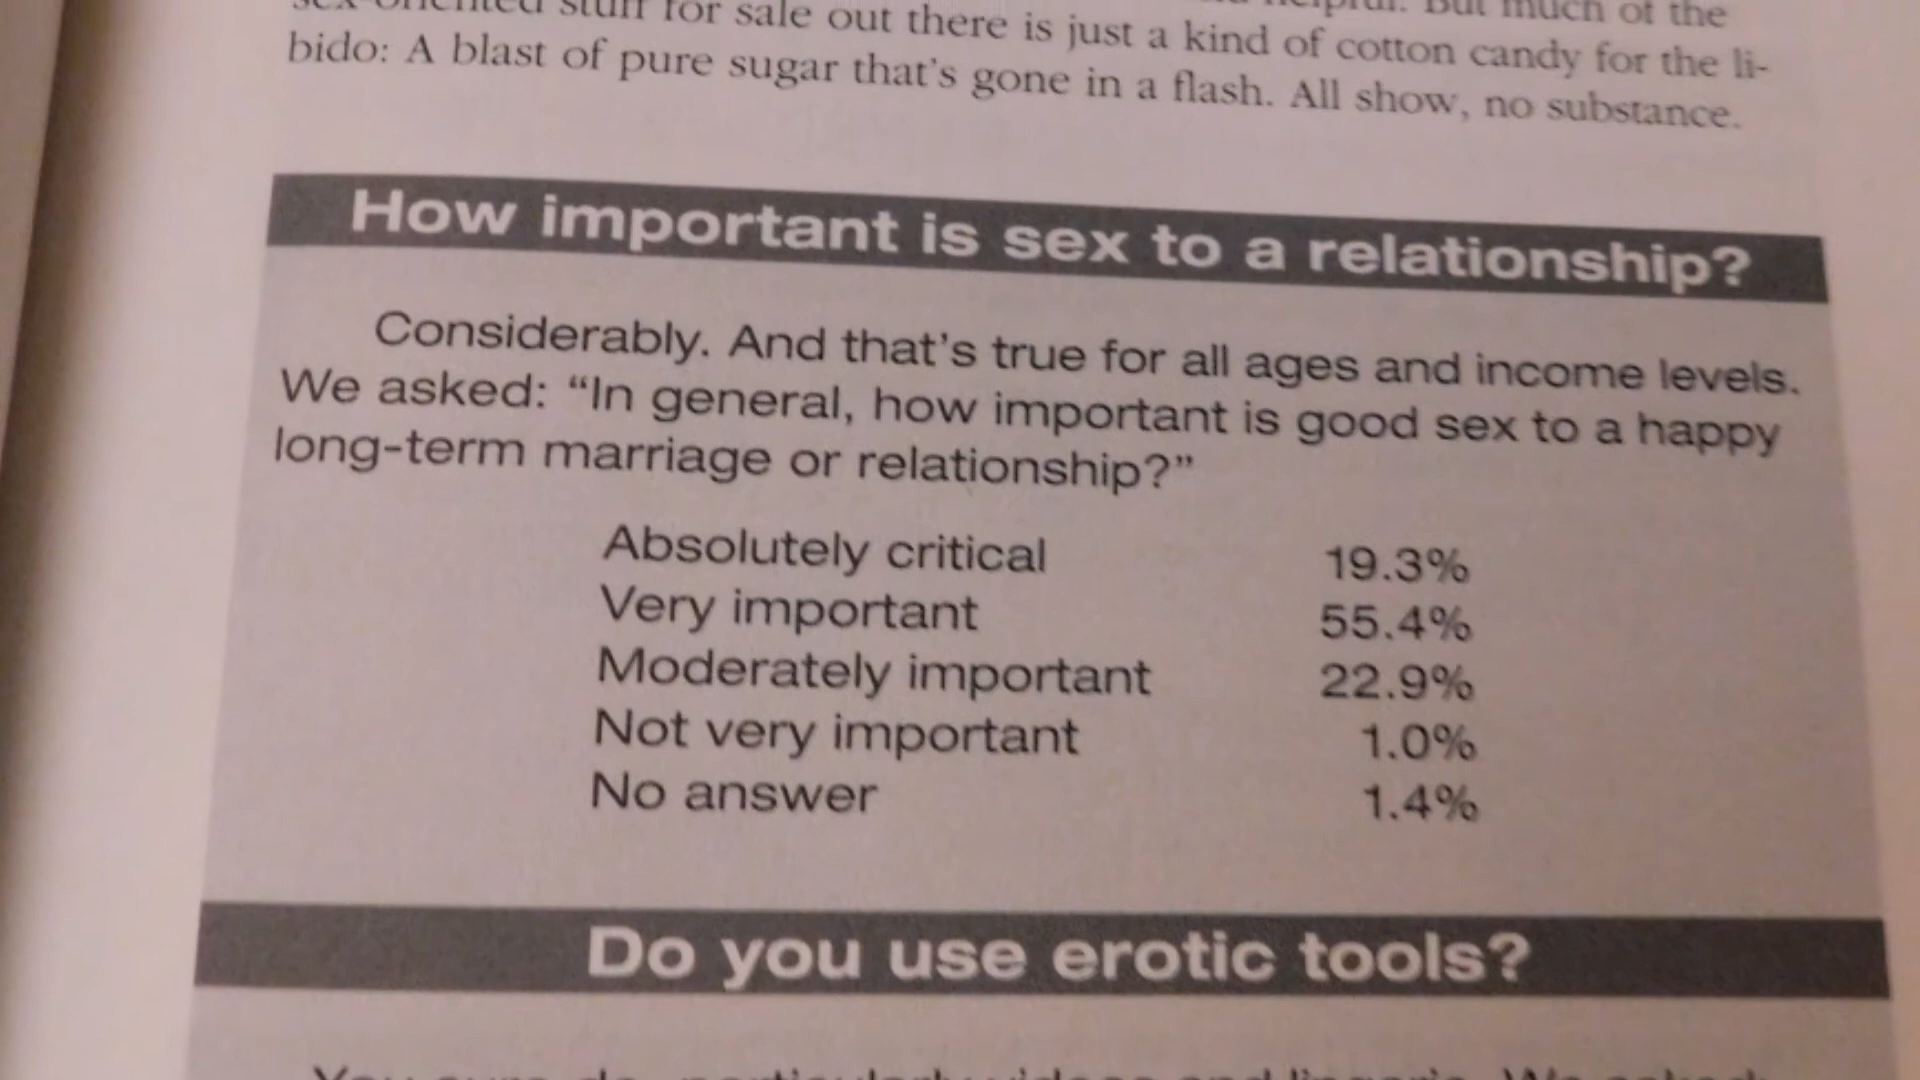 stuff for sale out there is just a kind of cotton candy for the li-
bido: A blast of pure sugar that's gone in a flash. All show, no substance.
How important is sex to a relationship?
Considerably. And that's true for all ages and income levels.
We asked: “In general, how important is good sex to a happy
long-term marriage or relationship?”
Absolutely critical 19.3%
Very important 55.4%
Moderately important 22.9%
Not very important 1.0%
No answer 1.4%
Do you use erotic tools?